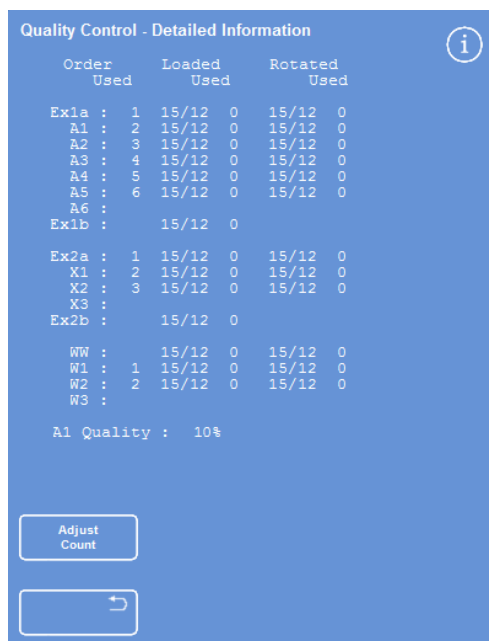 Quality Control - Detailed Information
i
Order Loaded Rotated
Used Used Used
Ex1a : 1 15/12 0 15/12 0
A1 : 2 15/12 0 15/12 0
A2 : 3 15/12 0 15/12 0
A3 : 4 15/12 0 15/12 0
A4 : 5 15/12 0 15/12 0
A5 : 6 15/12 0 15/12 0
A6 :
Ex1b : 15/12 0
Ex2a : 1 15/12 0 15/12 0
X1 : 2 15/12 0 15/12 0
X2 : 3 15/12 0 15/12 0
X3 :
Ex2b : 15/12 0
WW : 15/12 0 15/12 0
W1 : 1 15/12 0 15/12 0
W2 : 2 15/12 0 15/12 0
W3 :
A1 Quality : 10%
Adjust
Count